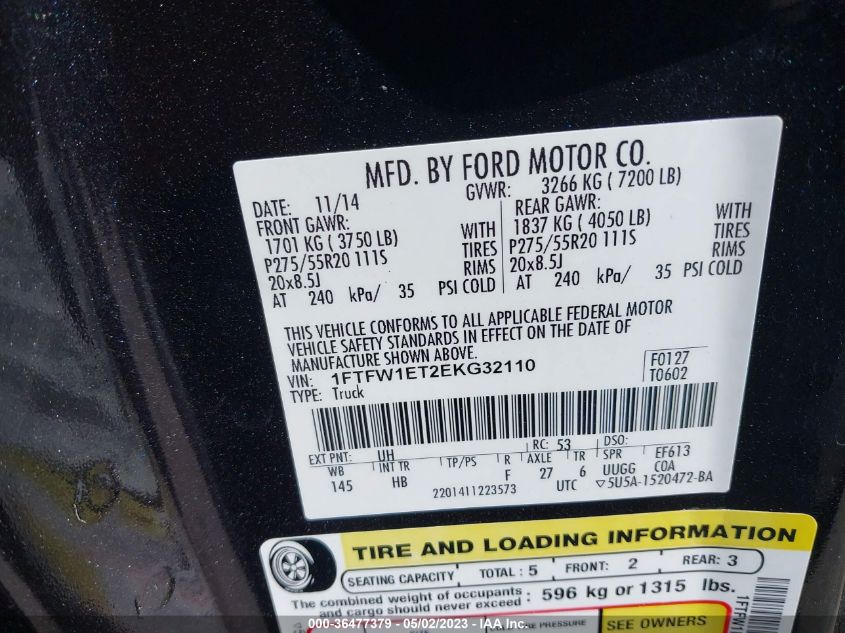 MFD. BY FORD MOTOR CO.
DATE: 11/14 GVWR: 3266 KG ( 7200 LB)
FRONT GAWR: REAR GAWR:
1701 KG ( 3750 LB) WITH 1837 KG ( 4050 LB) WITH
P275/55R20 111S TIRES P275/55R20 111S TIRES
20x8.5J RIMS 20x8.5J RIMS
AT 240 kPa/ 35 PSI COLD AT 240 kPa/ 35 PSI COLD
THIS VEHICLE CONFORMS TO ALL APPLICABLE FEDERAL MOTOR
VEHICLE SAFETY STANDARDS IN EFFECT ON THE DATE OF
MANUFACTURE SHOWN ABOVE.
VIN: 1FTFW1ET2EKG32110 F0127
TYPE: Truck T0602
EXT PNT: UH RC: 53 DSO:
WB INT TR TP/PS R AXLE TR SPR EF613
145 HB F 27 6 UUGG COA
2201411223573 UTC ▽5U5A-1520472-BA
TIRE AND LOADING INFORMATION
SEATING CAPACITY TOTAL : 5 FRONT: 2 REAR: 3
The combined weight of occupants
and cargo should never exceed : 596 kg or 1315 lbs.
PRESSURE SEE OWNERS
1FTFW1
000-36477379 - 05/02/2023 - IAA Inc.